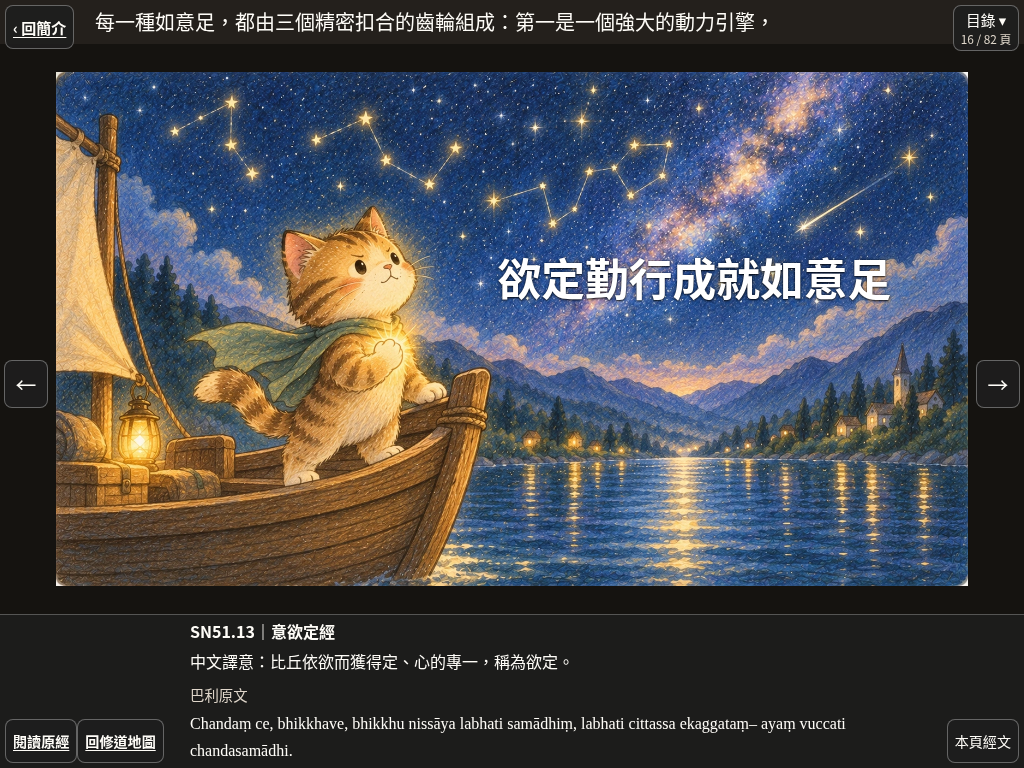 ‹ 回簡介
每一種如意足，都由三個精密扣合的齒輪組成：第一是一個強大的動力引擎，
目錄 ▾
16 / 82 頁
欲定勤行成就如意足
←
→
SN51.13｜意欲定經
中文譯意：比丘依欲而獲得定、心的專一，稱為欲定。
巴利原文
Chandaṃ ce, bhikkhave, bhikkhu nissāya labhati samādhiṃ, labhati cittassa ekaggataṃ– ayaṃ vuccati
chandasamādhi.
閱讀原經
回修道地圖
本頁經文